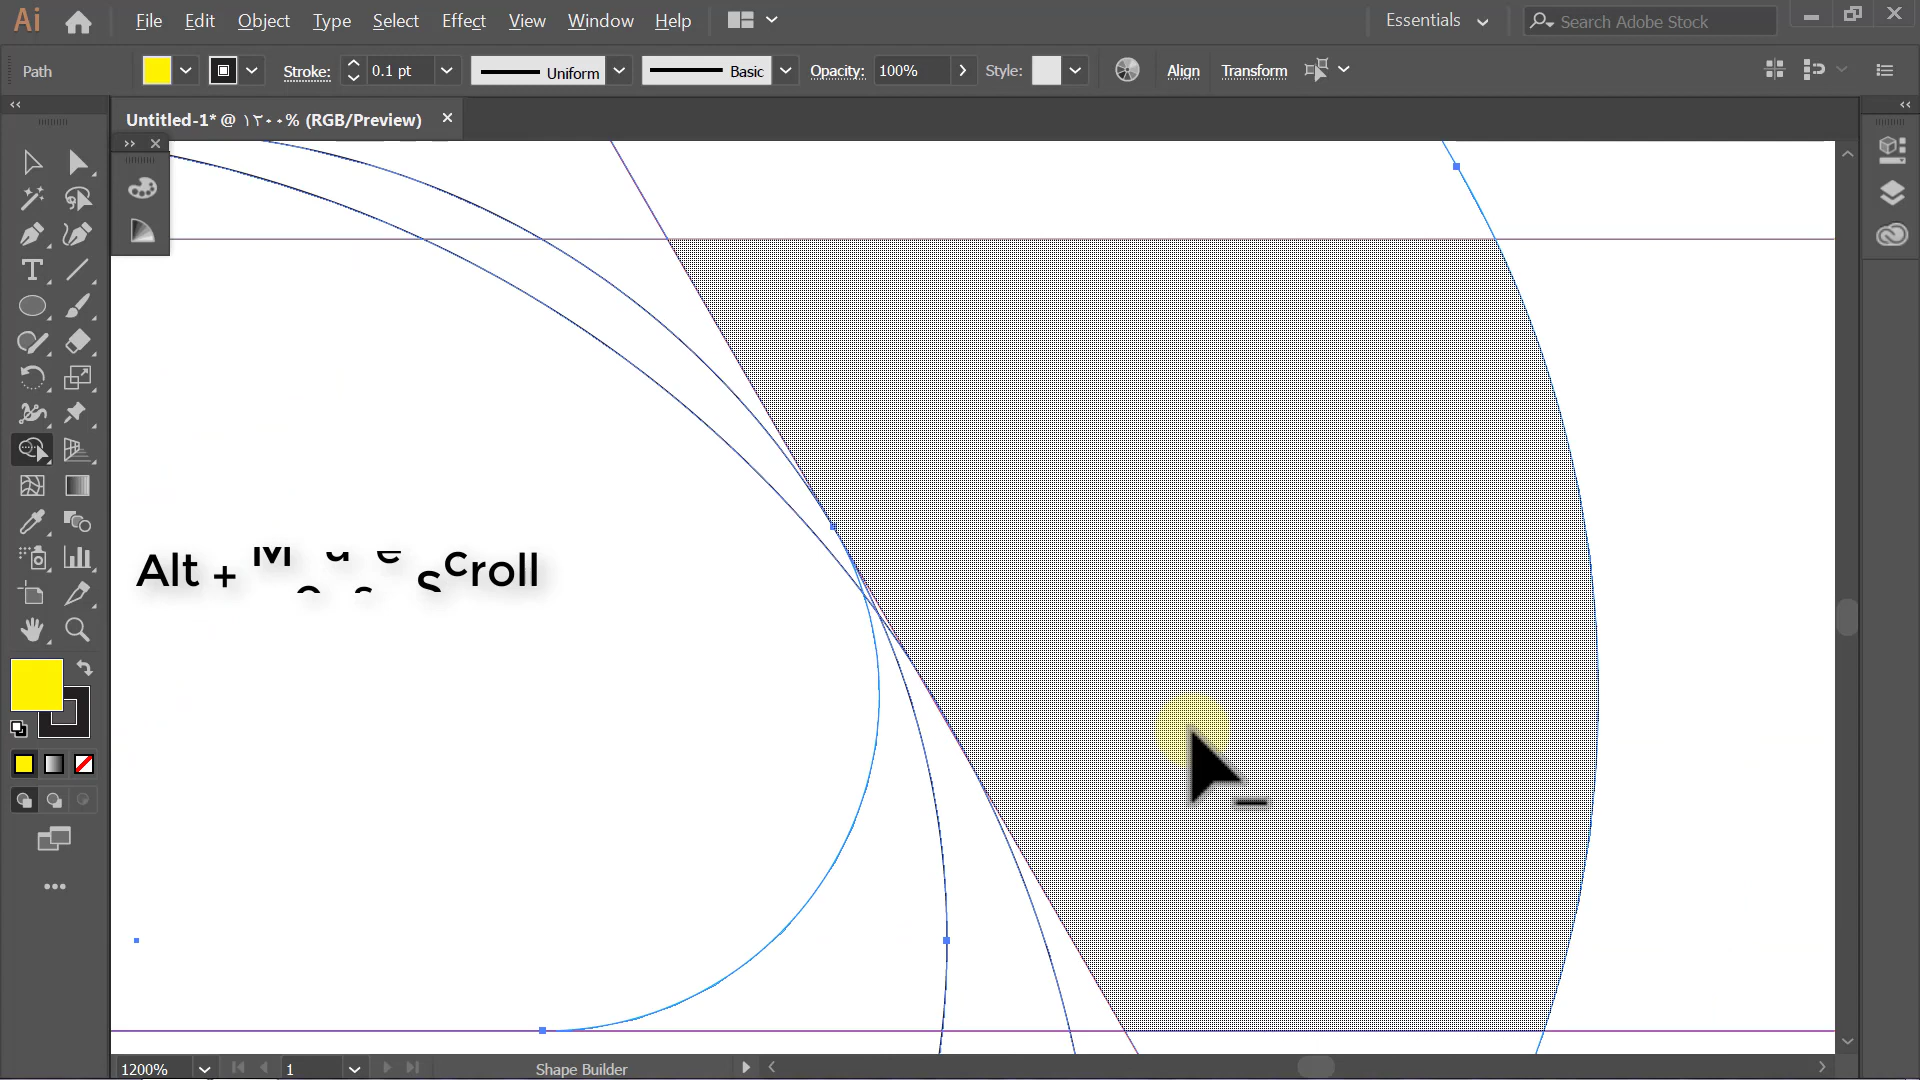 Ai File Edit Object Type Select Effect View Window Help Essentials Search Adobe Stock
Path Stroke: 0.1 pt Uniform Basic Opacity: 100% Style: Align Transform
Untitled-1* @ ١٢٠٠% (RGB/Preview)
Alt + Mouse Scroll
1200% 1 Shape Builder